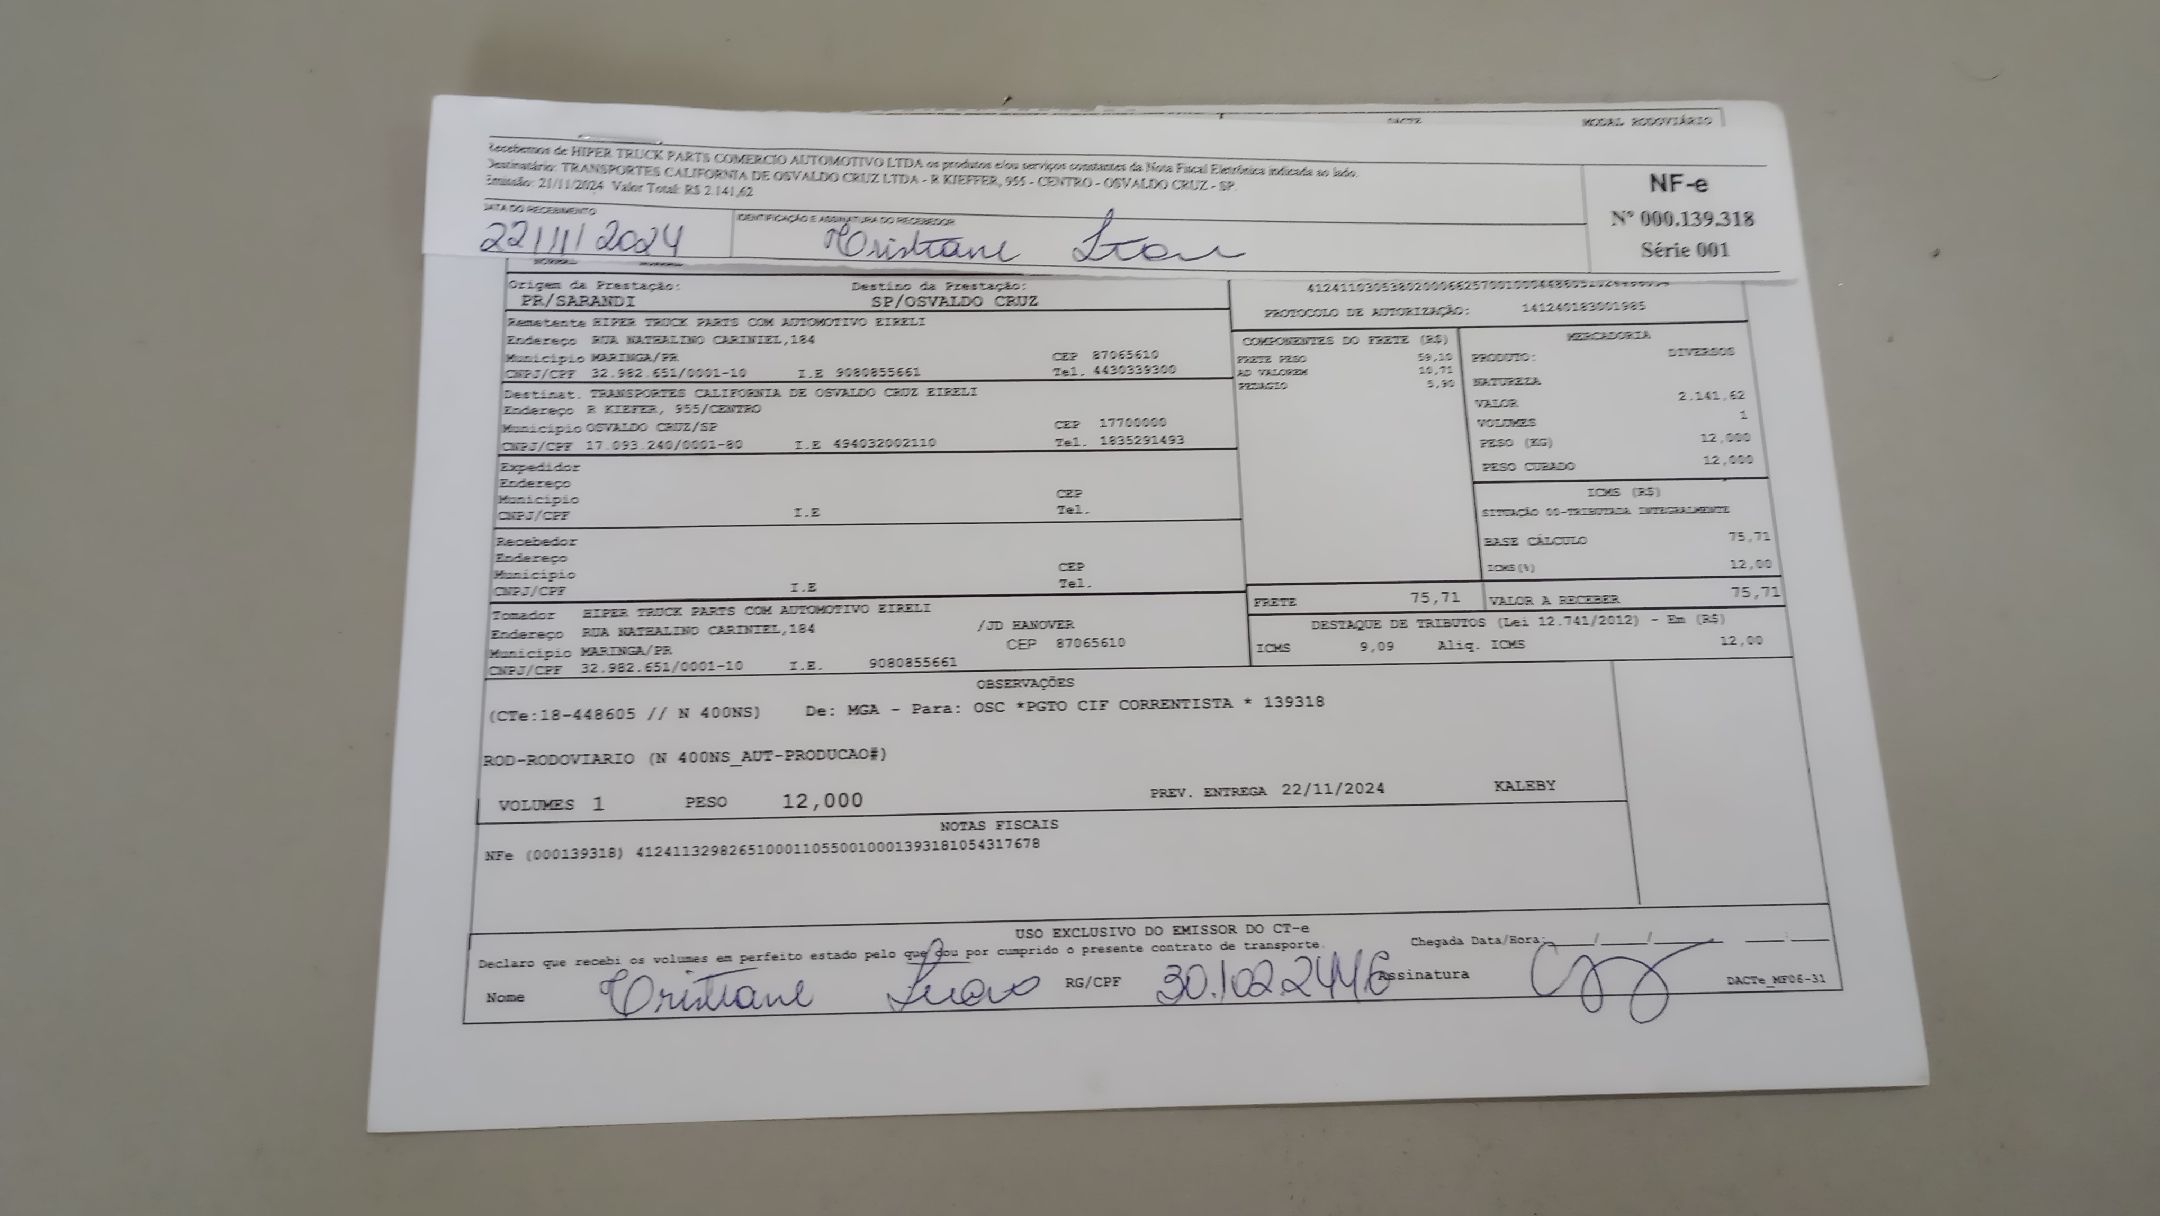 DACTE MODAL RODOVIÁRIO
Recebemos de HIPER TRUCK PARTS COMERCIO AUTOMOTIVO LTDA os produtos e/ou serviços constantes da Nota Fiscal Eletrônica indicada ao lado.
Destinatário: TRANSPORTES CALIFORNIA DE OSVALDO CRUZ LTDA - R KIEFFER, 955 - CENTRO - OSVALDO CRUZ - SP
Emissão: 21/11/2024 Valor Total: R$ 2.141,62
NF-e
Nº 000.139.318
Série 001
DATA DO RECEBIMENTO IDENTIFICAÇÃO E ASSINATURA DO RECEBEDOR
22/11/2024 Cristiane
Origem da Prestação: Destino da Prestação:
PR/SARANDI SP/OSVALDO CRUZ
PROTOCOLO DE AUTORIZAÇÃO: 141240183001985
Remetente HIPER TRUCK PARTS COM AUTOMOTIVO EIRELI
Endereço RUA NATHALINO CARINIEL,184
Município MARINGA/PR CEP 87065610
CNPJ/CPF 32.982.651/0001-10 I.E 9080855661 Tel. 4430339300
Destinat. TRANSPORTES CALIFORNIA DE OSVALDO CRUZ EIRELI
Endereço R KIEFER, 955/CENTRO
Município OSVALDO CRUZ/SP CEP 17700000
CNPJ/CPF 17.093.240/0001-80 I.E 494032002110 Tel. 1835291493
Expedidor
Endereço
Município CEP
CNPJ/CPF I.E Tel.
Recebedor
Endereço
Município CEP
CNPJ/CPF I.E Tel.
Tomador HIPER TRUCK PARTS COM AUTOMOTIVO EIRELI
Endereço RUA NATHALINO CARINIEL,184 /JD HANOVER
Município MARINGA/PR CEP 87065610
CNPJ/CPF 32.982.651/0001-10 I.E. 9080855661
COMPONENTES DO FRETE (R$)
FRETE PESO 59,10
AD VALOREM 10,71
PEDAGIO 5,90
MERCADORIA
PRODUTO: DIVERSOS
NATUREZA
VALOR 2.141,62
VOLUMES 1
PESO (KG) 12,000
PESO CUBADO 12,000
ICMS (R$)
SITUAÇÃO 00-TRIBUTADA INTEGRALMENTE
BASE CÁLCULO 75,71
ICMS(%) 12,00
FRETE 75,71 VALOR A RECEBER 75,71
DESTAQUE DE TRIBUTOS (Lei 12.741/2012) - Em (R$)
ICMS 9,09 Aliq. ICMS 12,00
OBSERVAÇÕES
(CTe:18-448605 // N 400NS) De: MGA - Para: OSC *PGTO CIF CORRENTISTA * 139318
ROD-RODOVIARIO (N 400NS_AUT-PRODUCAO#)
VOLUMES 1 PESO 12,000 PREV. ENTREGA 22/11/2024 KALEBY
NOTAS FISCAIS
NFe (000139318) 41241132982651000110550010001393181054317678
USO EXCLUSIVO DO EMISSOR DO CT-e
Declaro que recebi os volumes em perfeito estado pelo que dou por cumprido o presente contrato de transporte. Chegada Data/Hora: / / :
Nome Cristiane RG/CPF 30.102.244-6 Assinatura DACTe_MF06-31